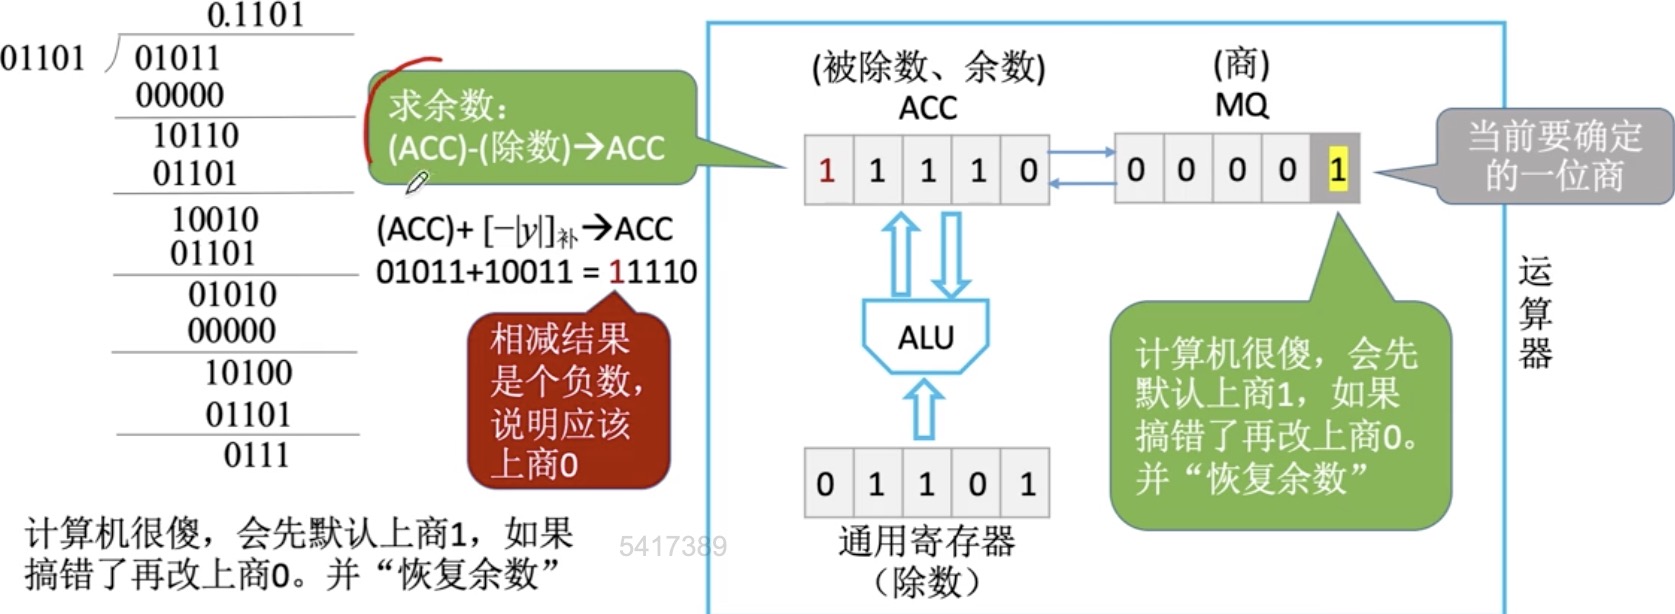 0.1101
01101
01011
00000
10110
01101
10010
01101
01010
00000
10100
01101
0111
计算机很傻，会先默认上商1，如果
搞错了再改上商0。并“恢复余数”
求余数：
(ACC)-(除数)→ACC
(ACC)+ [−|y|]补→ACC
01011+10011 = 11110
相减结果
是个负数，
说明应该
上商0
5417389
(被除数、余数)
ACC
1 1 1 1 0
(商)
MQ
0 0 0 0 1
ALU
0 1 1 0 1
通用寄存器
（除数）
当前要确定
的一位商
计算机很傻，会先
默认上商1，如果
搞错了再改上商0。
并“恢复余数”
运
算
器